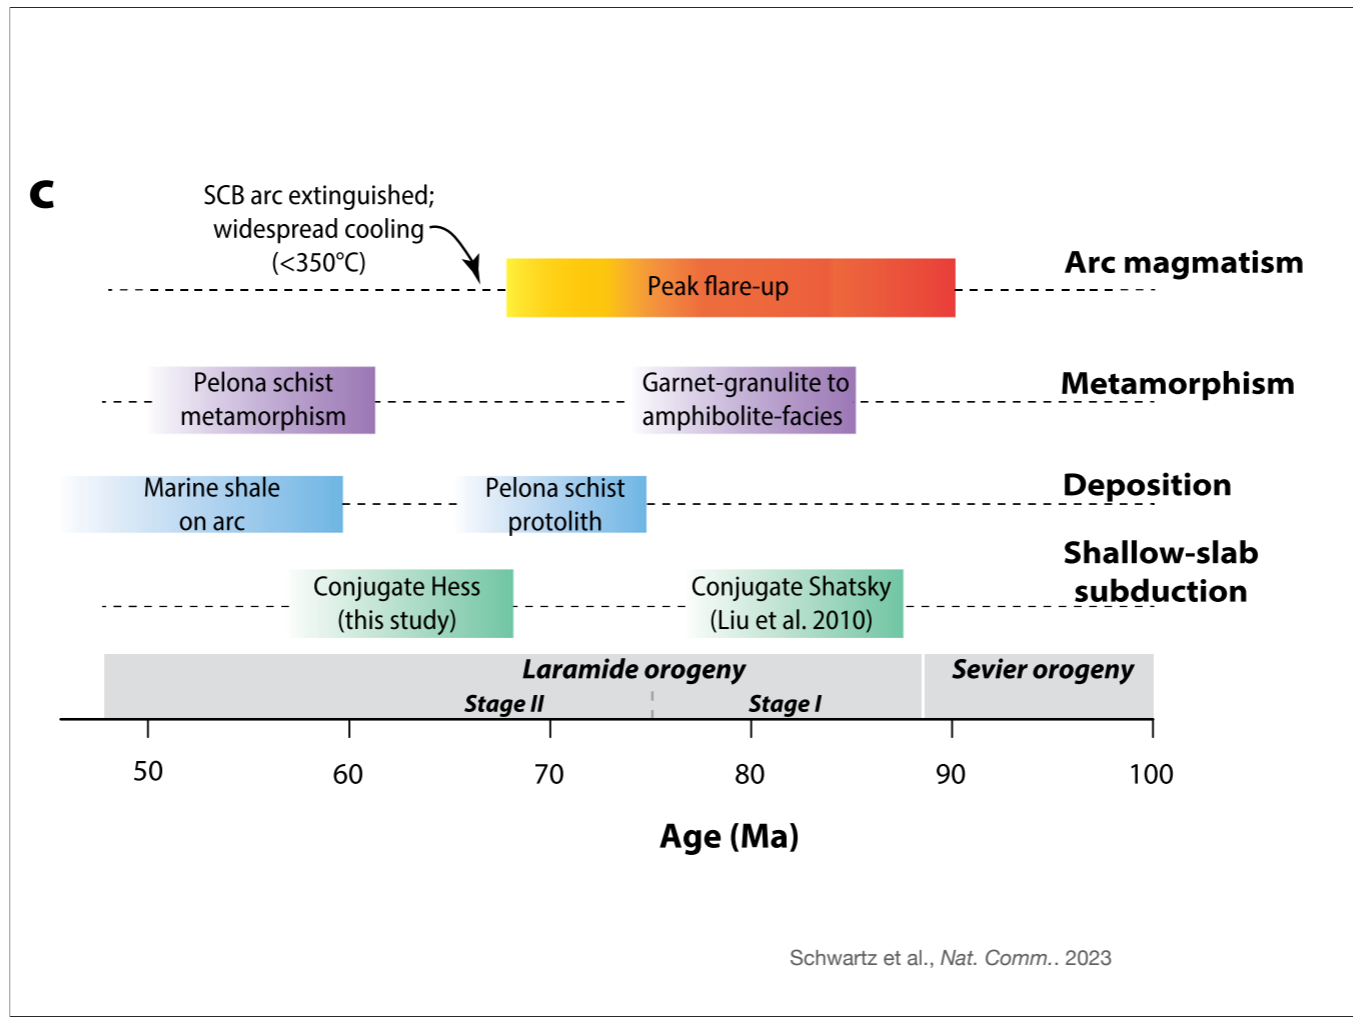 c
SCB arc extinguished;
widespread cooling
(<350°C)
Peak flare-up
Arc magmatism
Pelona schist
metamorphism
Garnet-granulite to
amphibolite-facies
Metamorphism
Marine shale
on arc
Pelona schist
protolith
Deposition
Conjugate Hess
(this study)
Conjugate Shatsky
(Liu et al. 2010)
Shallow-slab
subduction
Laramide orogeny
Sevier orogeny
Stage II
Stage I
50 60 70 80 90 100
Age (Ma)
Schwartz et al., Nat. Comm.. 2023